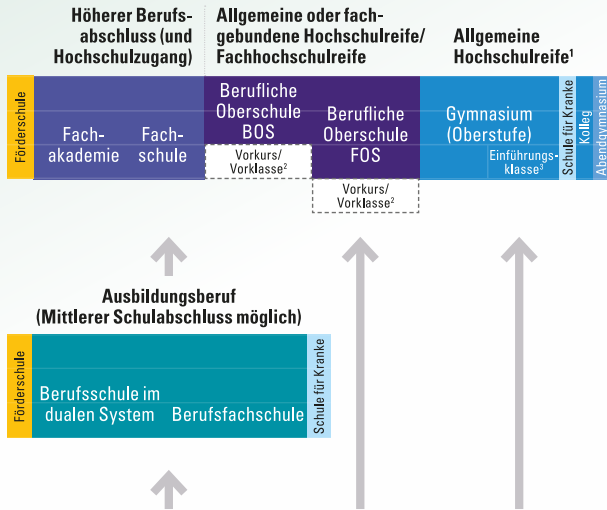 Höherer Berufs-
abschluss (und
Hochschulzugang)
Allgemeine oder fach-
gebundene Hochschulreife/
Fachhochschulreife
Allgemeine
Hochschulreife¹
Förderschule
Fach-
akademie
Fach-
schule
Berufliche
Oberschule
BOS
Vorkurs/
Vorklasse²
Berufliche
Oberschule
FOS
Vorkurs/
Vorklasse²
Gymnasium
(Oberstufe)
Einführungs-
klasse³
Schule für Kranke
Kolleg
Abendgymnasium
Ausbildungsberuf
(Mittlerer Schulabschluss möglich)
Förderschule
Berufsschule im
dualen System
Berufsfachschule
Schule für Kranke